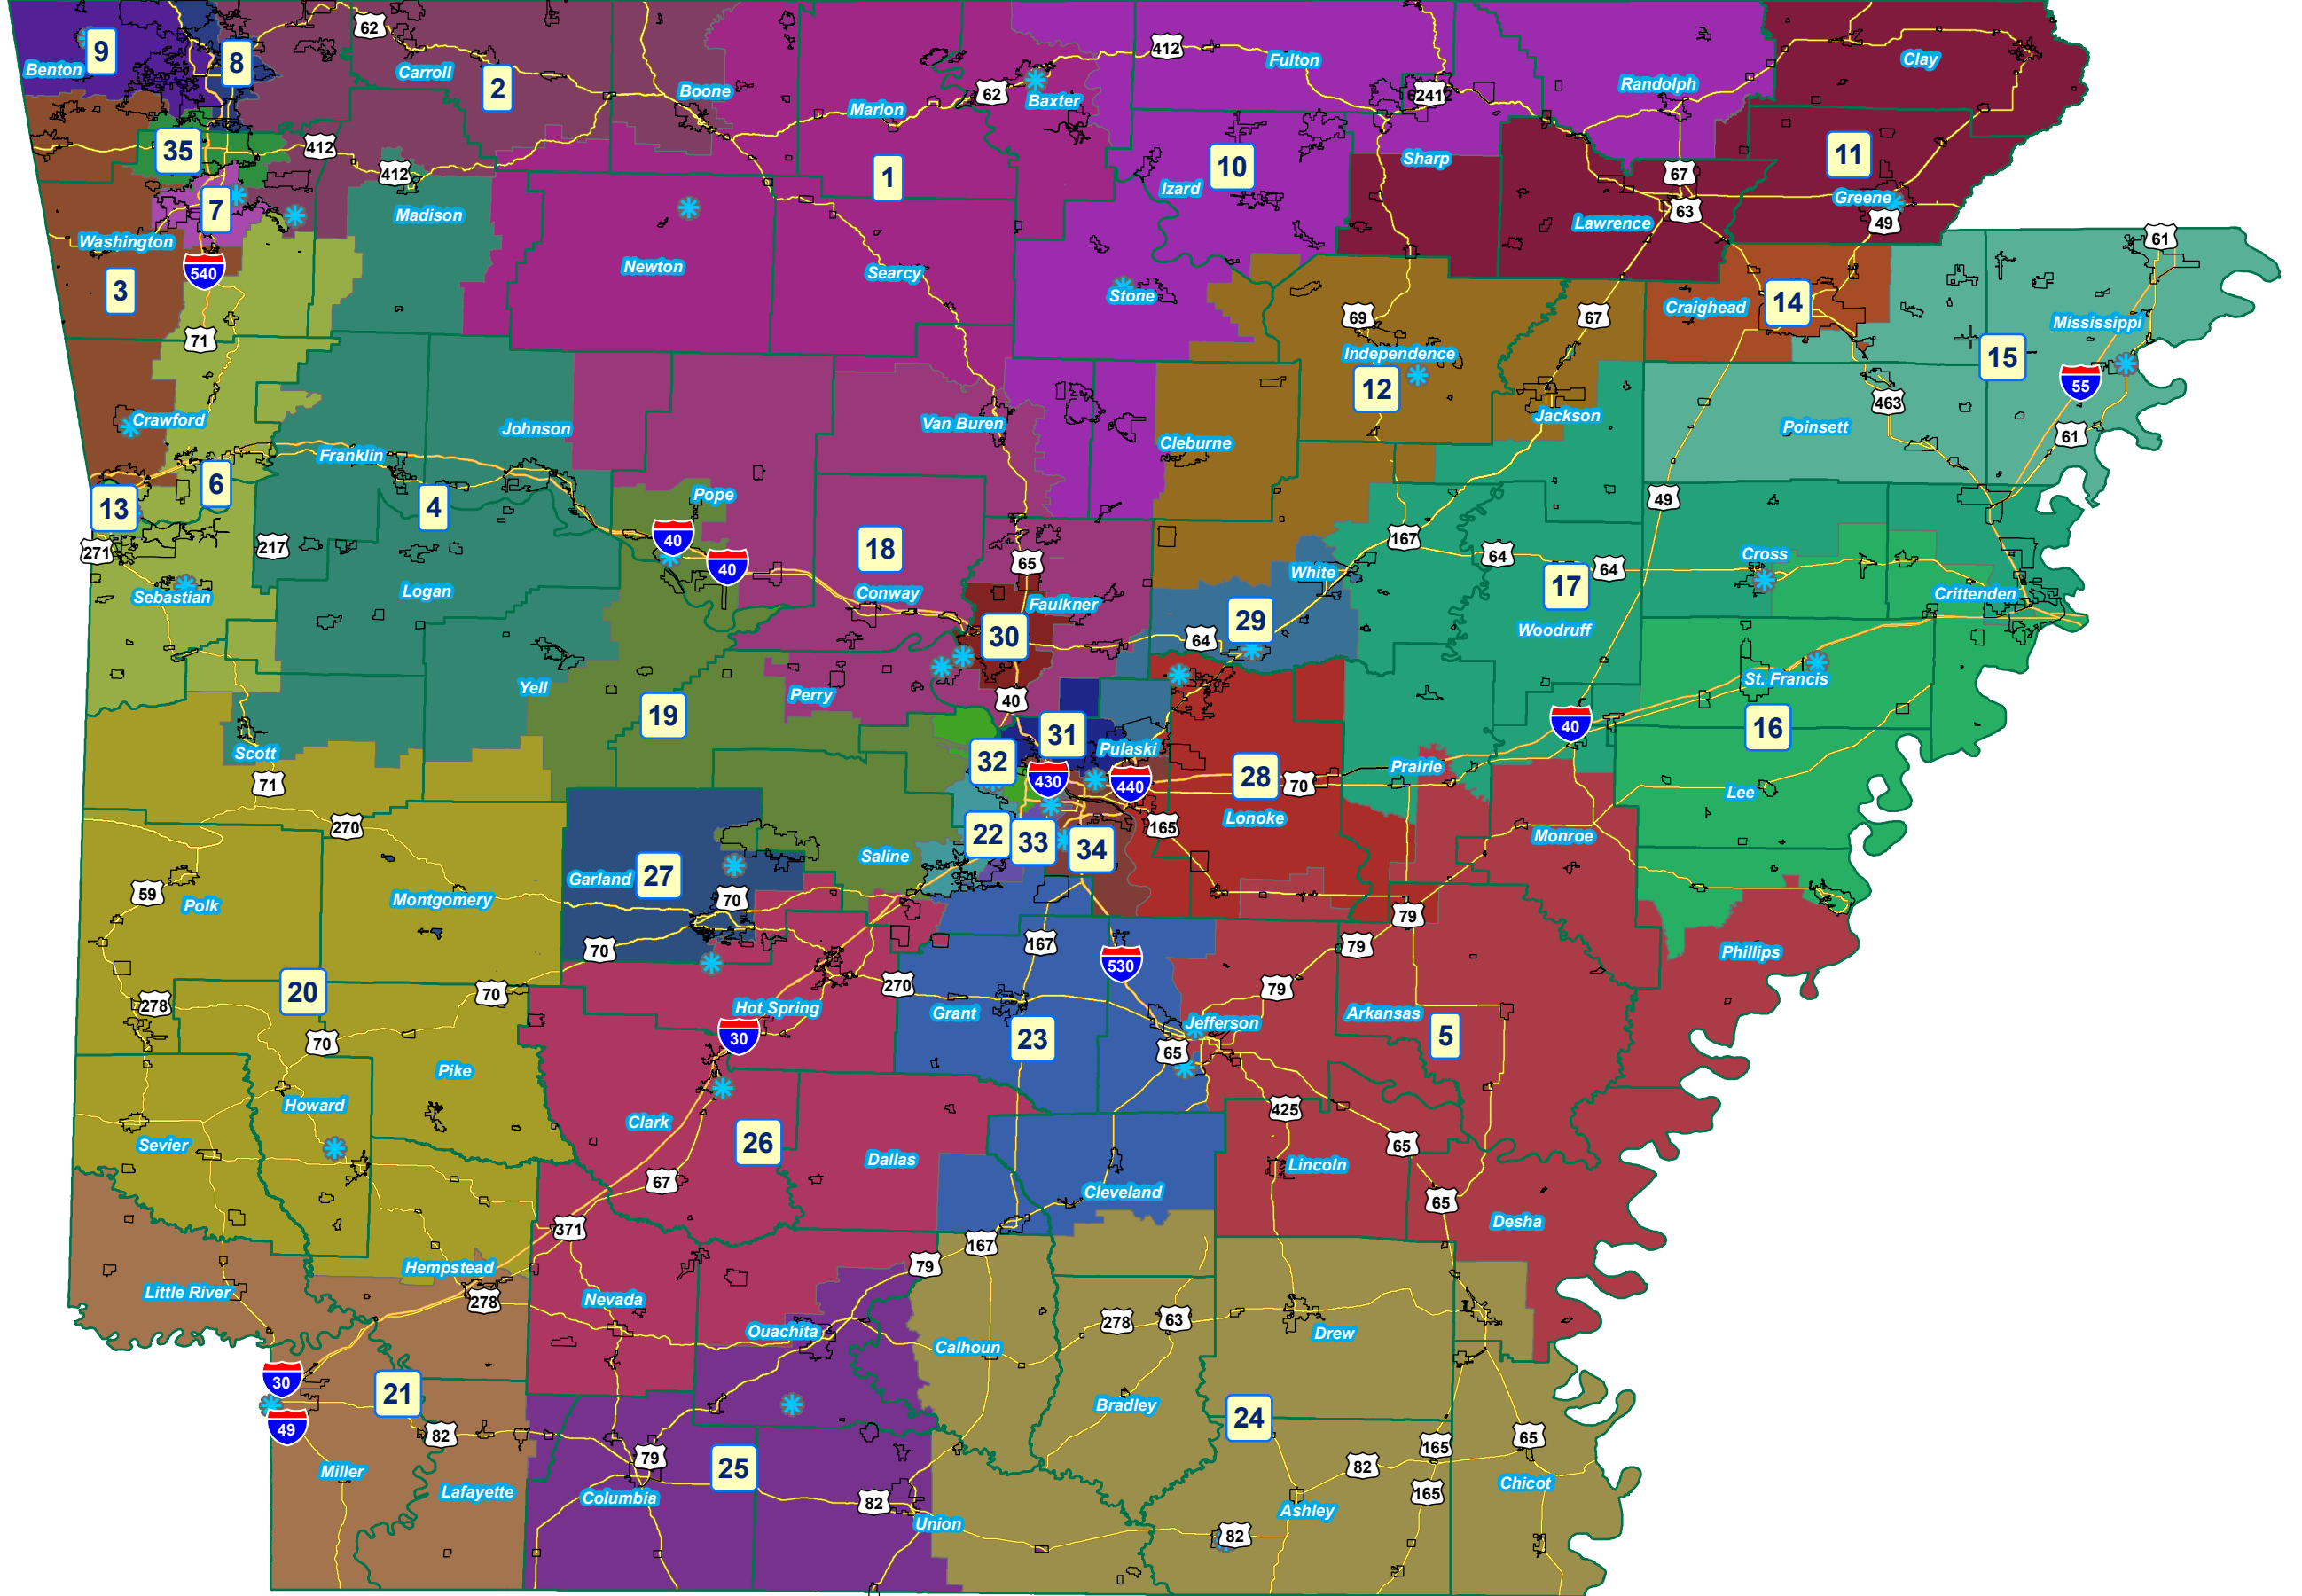 62
412
9
8
Benton
Carroll
2
Boone
Marion
62
Baxter
Fulton
62412
Randolph
Clay
35
412
412
1
10
Sharp
67
11
7
Madison
Izard
Lawrence
63
Greene
49
Washington
540
3
Newton
Searcy
Stone
61
71
69
67
Craighead
14
Mississippi
15
55
Independence
12
Jackson
463
61
Crawford
Johnson
Van Buren
Cleburne
Poinsett
Franklin
6
4
13
Pope
49
271
217
40
40
18
65
167
64
64
Cross
Sebastian
Logan
Conway
Faulkner
White
17
Crittenden
30
64
29
Woodruff
Yell
Perry
40
St. Francis
19
31
40
16
Scott
32
Pulaski
71
430
440
28
70
Prairie
Lee
270
22
33
34
165
Lonoke
Monroe
Saline
Garland
27
59
Polk
Montgomery
70
79
70
167
530
79
Phillips
20
278
70
270
79
70
Hot Spring
Grant
Jefferson
Arkansas
30
23
65
5
Pike
Howard
Clark
26
425
Sevier
Dallas
65
Lincoln
67
Cleveland
65
371
Desha
167
Hempstead
79
Little River
278
Nevada
Ouachita
Calhoun
278
63
Drew
30
21
49
82
Bradley
24
165
65
79
25
82
Miller
Lafayette
Columbia
82
165
Chicot
Union
82
Ashley